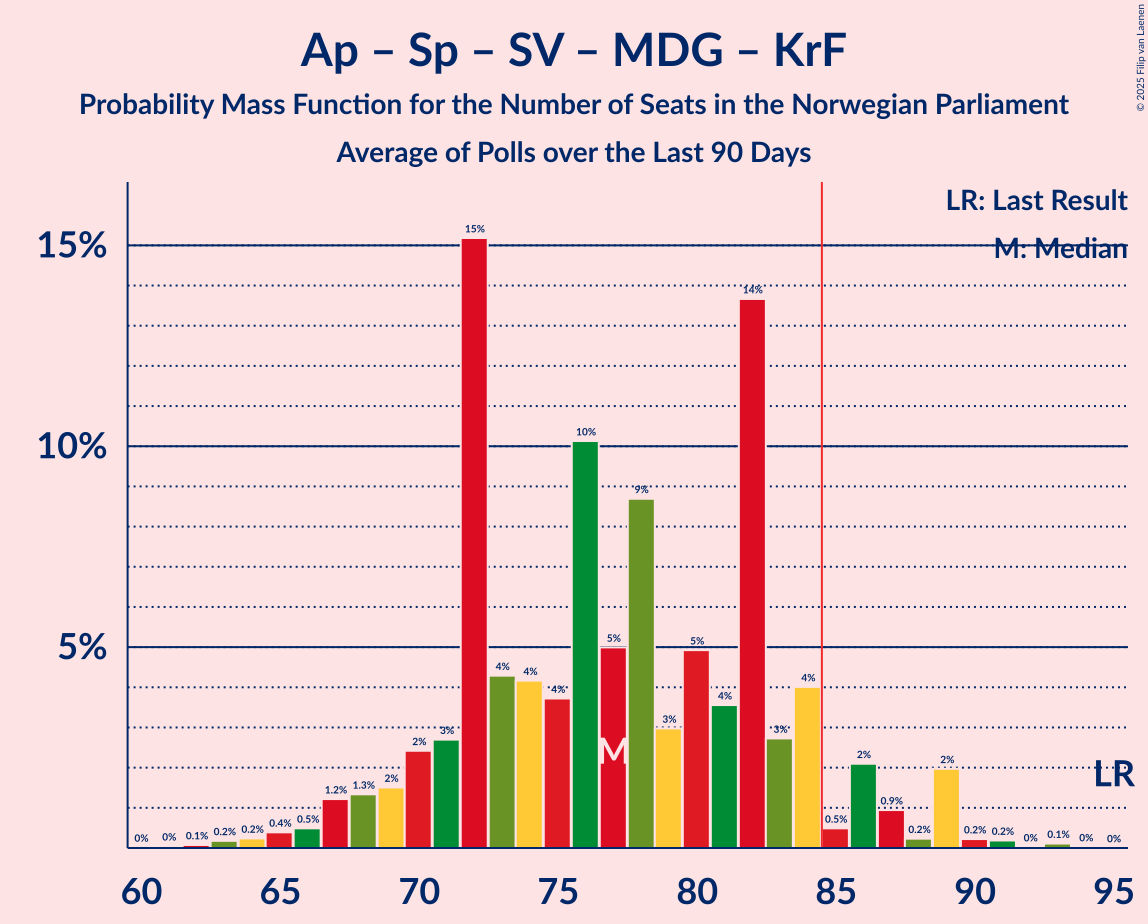 Ap – Sp – SV – MDG – KrF
Probability Mass Function for the Number of Seats in the Norwegian Parliament
Average of Polls over the Last 90 Days
© 2025 Filip van Laenen
LR: Last Result
M: Median
15%
10%
5%
0% 0% 0.1% 0.2% 0.2% 0.4% 0.5% 1.2% 1.3% 2% 2% 3% 15% 4% 4% 4% 10% 5% 9% 3% 5% 4% 14% 3% 4% 0.5% 2% 0.9% 0.2% 2% 0.2% 0.2% 0% 0.1% 0% 0%
M
LR
60 65 70 75 80 85 90 95